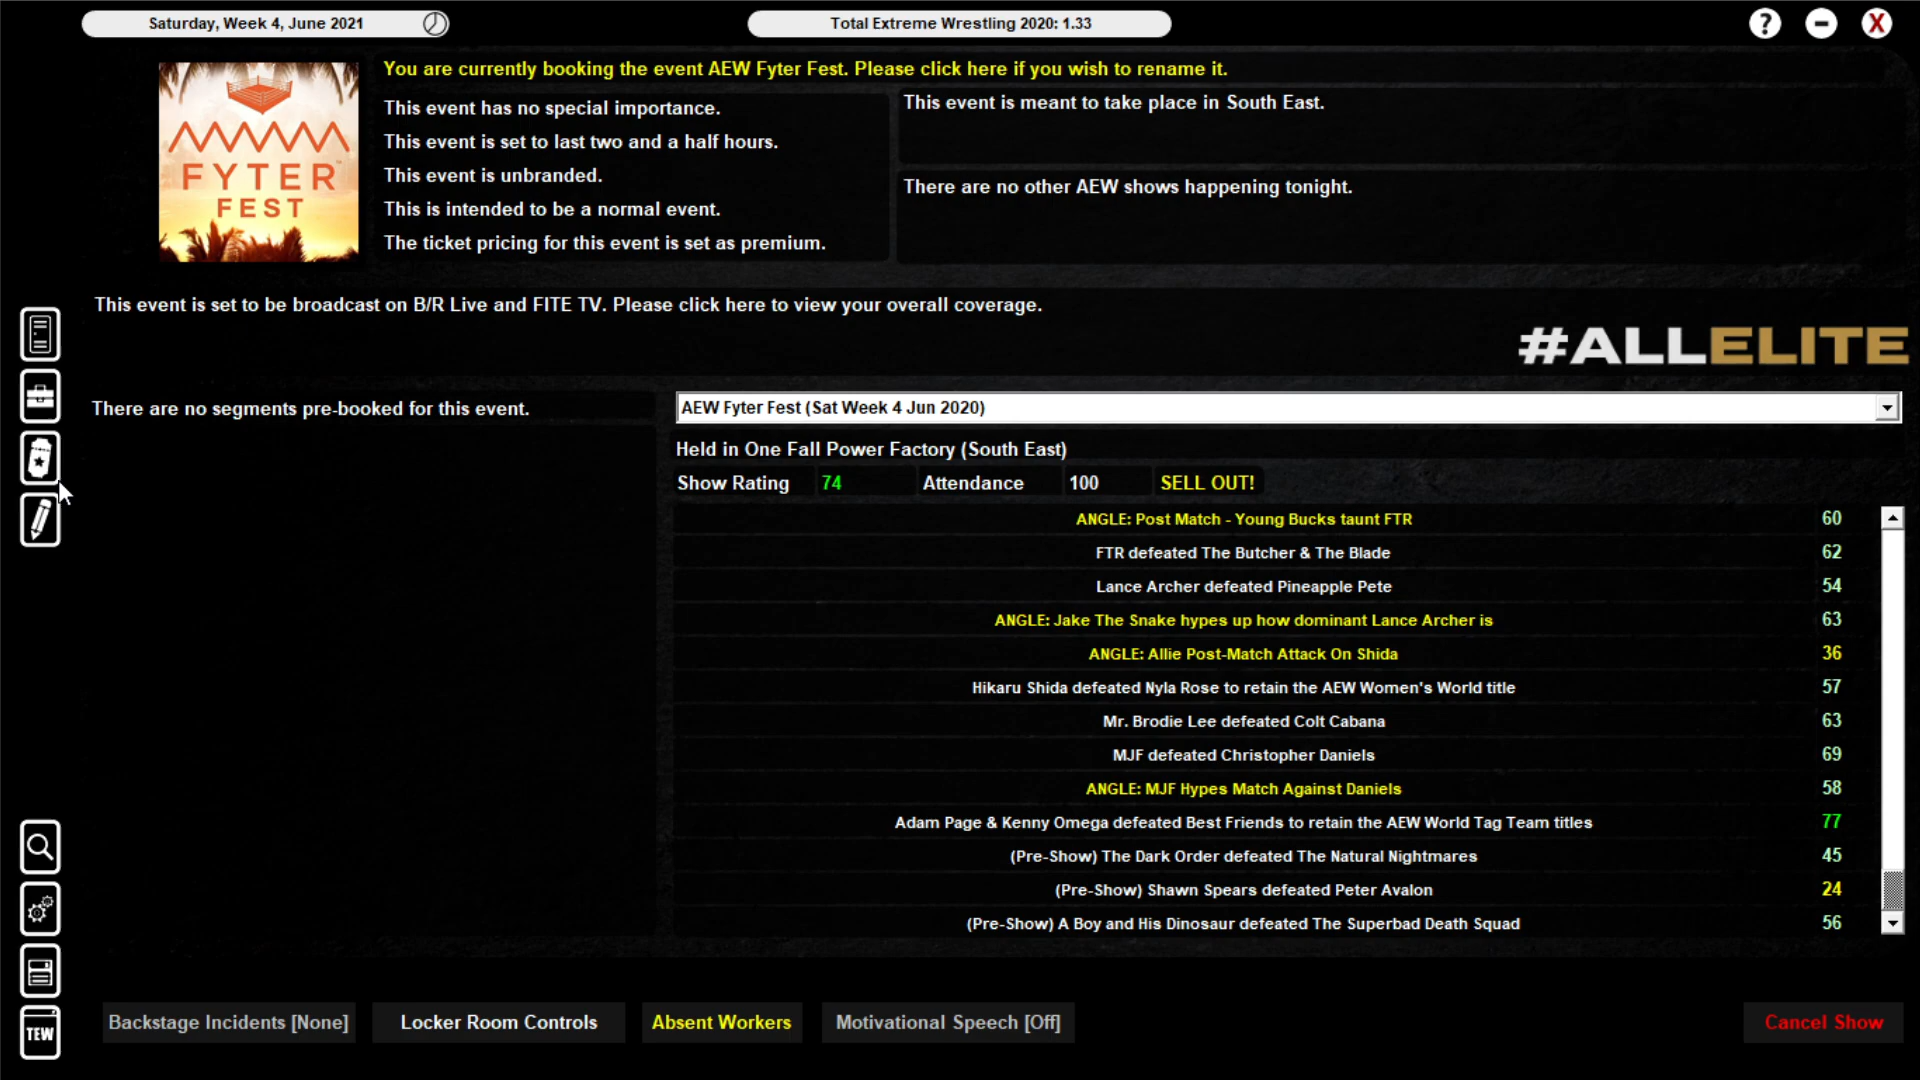 Saturday, Week 4, June 2021
Total Extreme Wrestling 2020: 1.33
?
X
FYTER
FEST
You are currently booking the event AEW Fyter Fest. Please click here if you wish to rename it.
This event has no special importance.
This event is set to last two and a half hours.
This event is unbranded.
This is intended to be a normal event.
The ticket pricing for this event is set as premium.
This event is meant to take place in South East.
There are no other AEW shows happening tonight.
This event is set to be broadcast on B/R Live and FITE TV. Please click here to view your overall coverage.
#ALLELITE
There are no segments pre-booked for this event.
AEW Fyter Fest (Sat Week 4 Jun 2020)
Held in One Fall Power Factory (South East)
Show Rating 74 Attendance 100 SELL OUT!
ANGLE: Post Match - Young Bucks taunt FTR 60
FTR defeated The Butcher & The Blade 62
Lance Archer defeated Pineapple Pete 54
ANGLE: Jake The Snake hypes up how dominant Lance Archer is 63
ANGLE: Allie Post-Match Attack On Shida 36
Hikaru Shida defeated Nyla Rose to retain the AEW Women's World title 57
Mr. Brodie Lee defeated Colt Cabana 63
MJF defeated Christopher Daniels 69
ANGLE: MJF Hypes Match Against Daniels 58
Adam Page & Kenny Omega defeated Best Friends to retain the AEW World Tag Team titles 77
(Pre-Show) The Dark Order defeated The Natural Nightmares 45
(Pre-Show) Shawn Spears defeated Peter Avalon 24
(Pre-Show) A Boy and His Dinosaur defeated The Superbad Death Squad 56
TEW
Backstage Incidents [None]
Locker Room Controls
Absent Workers
Motivational Speech [Off]
Cancel Show